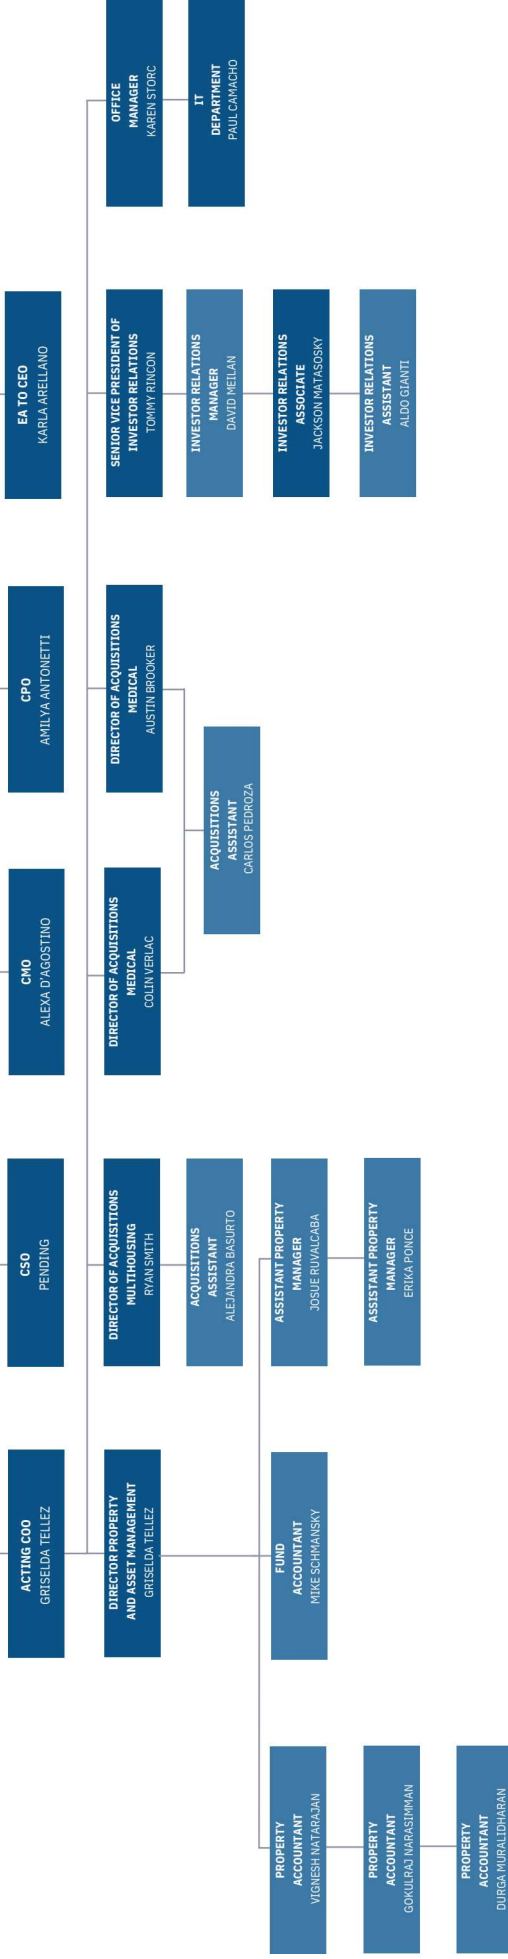 ACTING COO
GRISELDA TELLEZ
CSO
PENDING
CMO
ALEXA D'AGOSTINO
CPO
AMILYA ANTONETTI
EA TO CEO
KARLA ARELLANO
DIRECTOR PROPERTY
AND ASSET MANAGEMENT
GRISELDA TELLEZ
DIRECTOR OF ACQUISITIONS
MULTIHOUSING
RYAN SMITH
DIRECTOR OF ACQUISITIONS
MEDICAL
COLIN VERLAC
DIRECTOR OF ACQUISITIONS
MEDICAL
AUSTIN BROOKER
SENIOR VICE PRESIDENT OF
INVESTOR RELATIONS
TOMMY RINCON
OFFICE
MANAGER
KAREN STORC
ACQUISITIONS
ASSISTANT
ALEJANDRA BASURTO
ACQUISITIONS
ASSISTANT
CARLOS PEDROZA
INVESTOR RELATIONS
MANAGER
DAVID MEILAN
IT
DEPARTMENT
PAUL CAMACHO
PROPERTY
ACCOUNTANT
VIGNESH NATARAJAN
FUND
ACCOUNTANT
MIKE SCHMANSKY
ASSISTANT PROPERTY
MANAGER
JOSUE RUVALCABA
INVESTOR RELATIONS
ASSOCIATE
JACKSON MATASOSKY
PROPERTY
ACCOUNTANT
GOKULRAJ NARASIMMAN
ASSISTANT PROPERTY
MANAGER
ERIKA PONCE
INVESTOR RELATIONS
ASSISTANT
ALDO GIANTI
PROPERTY
ACCOUNTANT
DURGA MURALIDHARAN